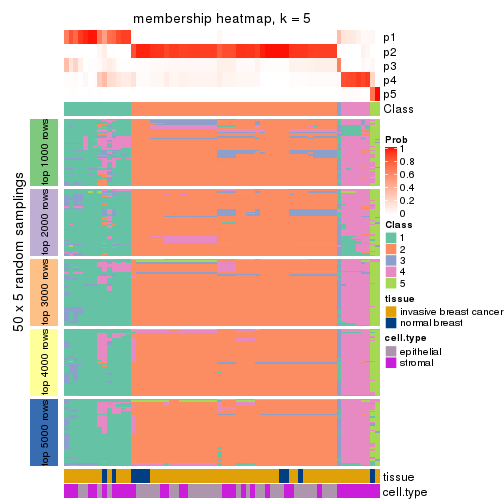 membership heatmap, k = 5
p1
p2
p3
p4
p5
Class
50 x 5 random samplings
top 1000 rows
top 2000 rows
top 3000 rows
top 4000 rows
top 5000 rows
Prob
1
0.8
0.6
0.4
0.2
0
Class
1
2
3
4
5
tissue
invasive breast cancer
normal breast
cell.type
epithelial
stromal
tissue
cell.type